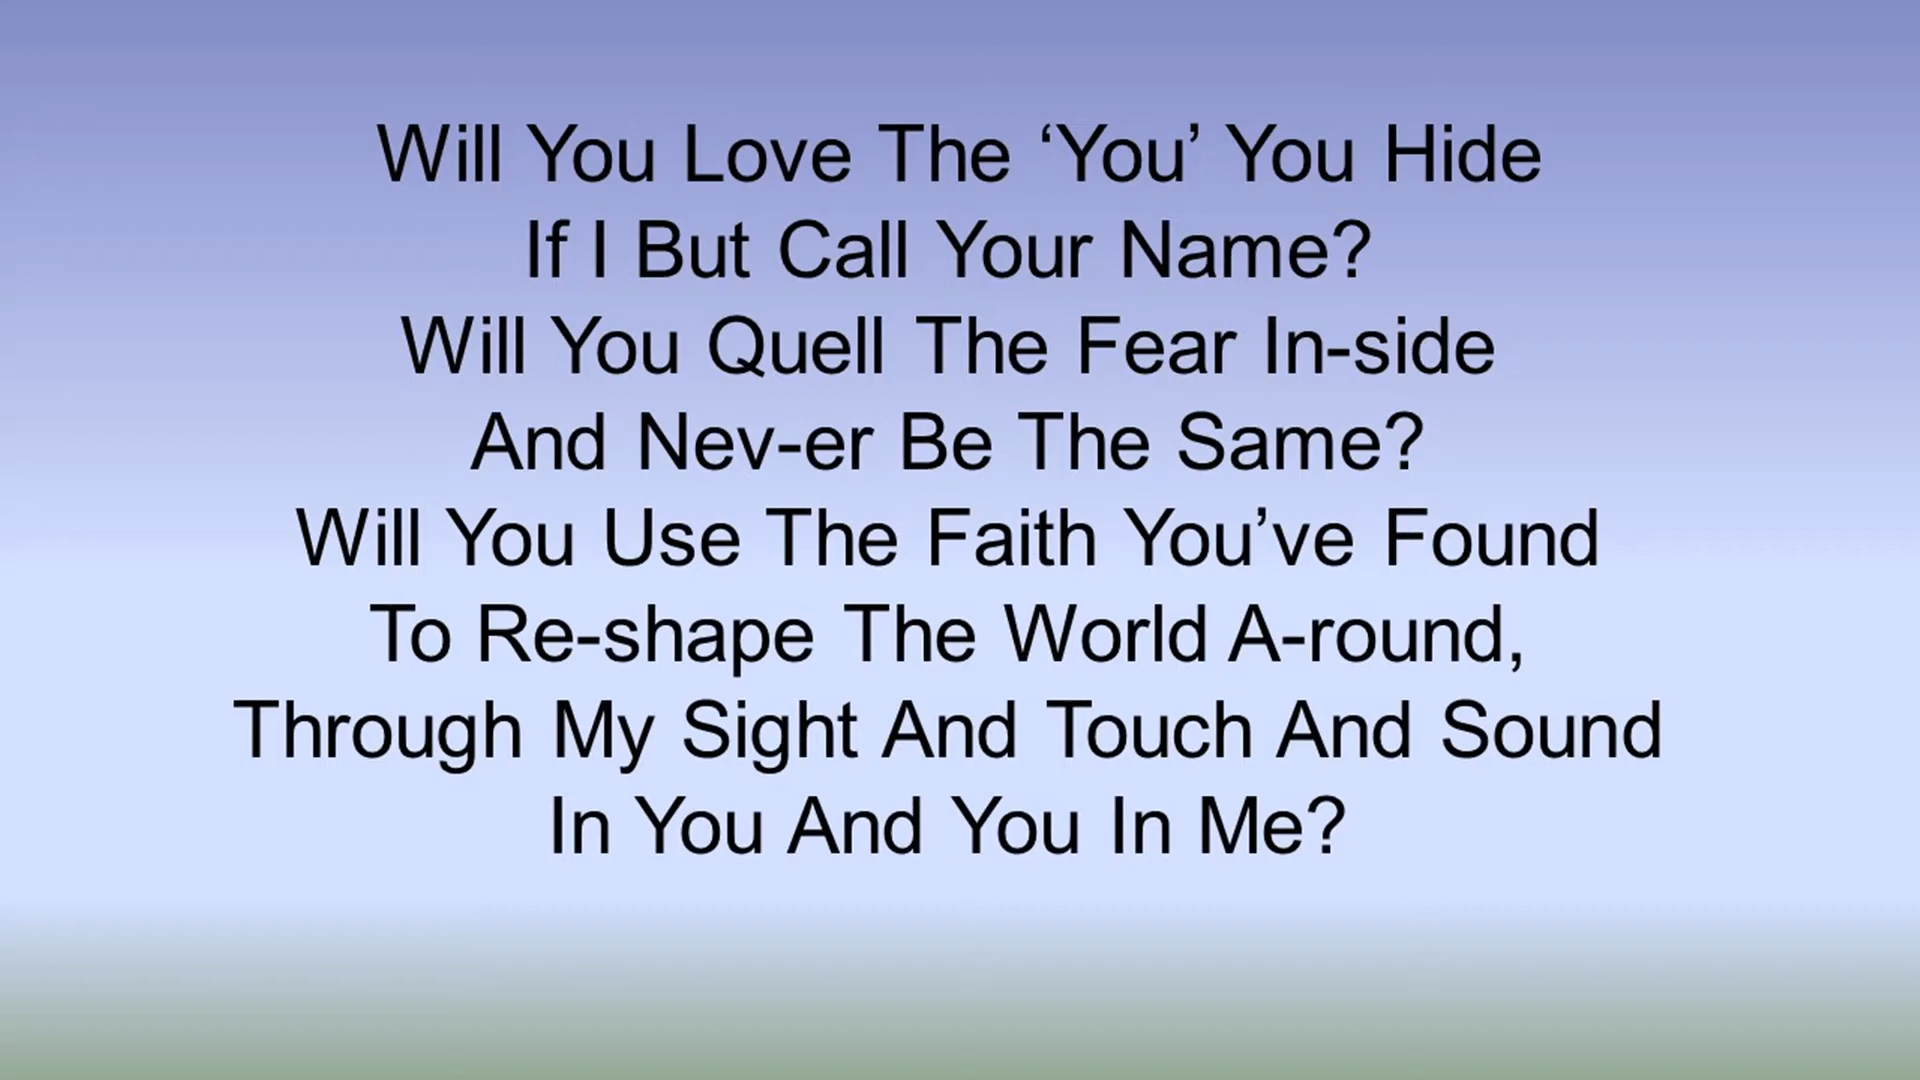 Will You Love The ‘You’ You Hide
If I But Call Your Name?
Will You Quell The Fear In-side
And Nev-er Be The Same?
Will You Use The Faith You’ve Found
To Re-shape The World A-round,
Through My Sight And Touch And Sound
In You And You In Me?